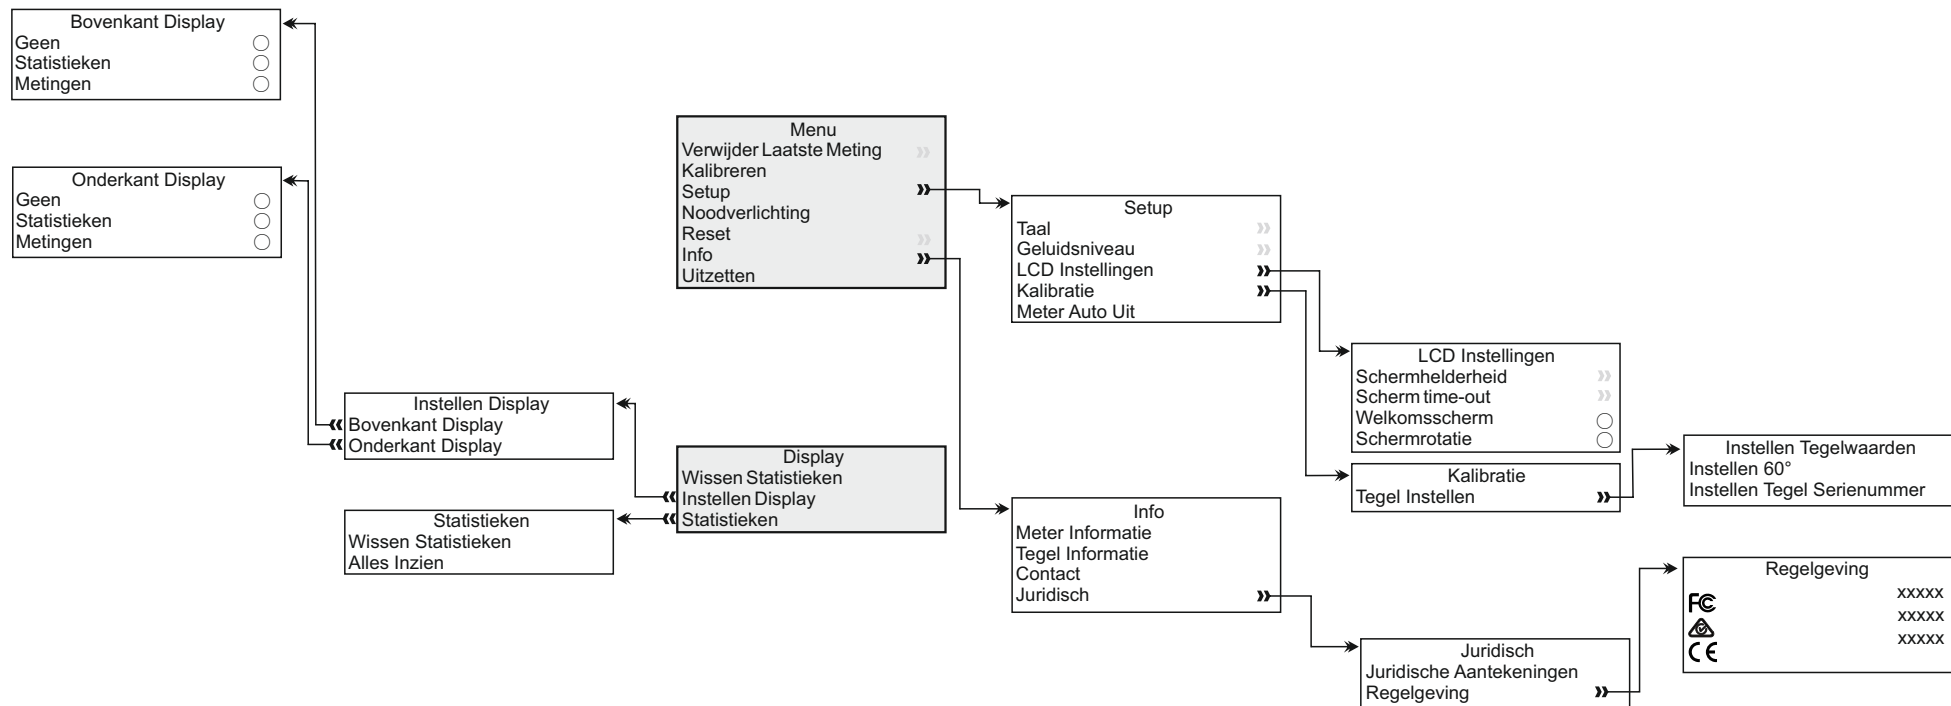 Bovenkant Display
Geen
Statistieken
Metingen
Onderkant Display
Geen
Statistieken
Metingen
Menu
Verwijder Laatste Meting
Kalibreren
Setup
Noodverlichting
Reset
Info
Uitzetten
Setup
Taal
Geluidsniveau
LCD Instellingen
Kalibratie
Meter Auto Uit
LCD Instellingen
Schermhelderheid
Scherm time-out
Welkomsscherm
Schermrotatie
Instellen Display
Bovenkant Display
Onderkant Display
Display
Wissen Statistieken
Instellen Display
Statistieken
Statistieken
Wissen Statistieken
Alles Inzien
Kalibratie
Tegel Instellen
Instellen Tegelwaarden
Instellen 60°
Instellen Tegel Serienummer
Info
Meter Informatie
Tegel Informatie
Contact
Juridisch
Juridisch
Juridische Aantekeningen
Regelgeving
Regelgeving
FC xxxxx
xxxxx
CE xxxxx